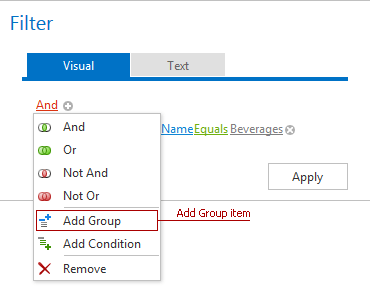 Filter
Visual Text
And
And Name Equals Beverages
Or
Not And
Not Or Apply
Add Group Add Group item
Add Condition
Remove